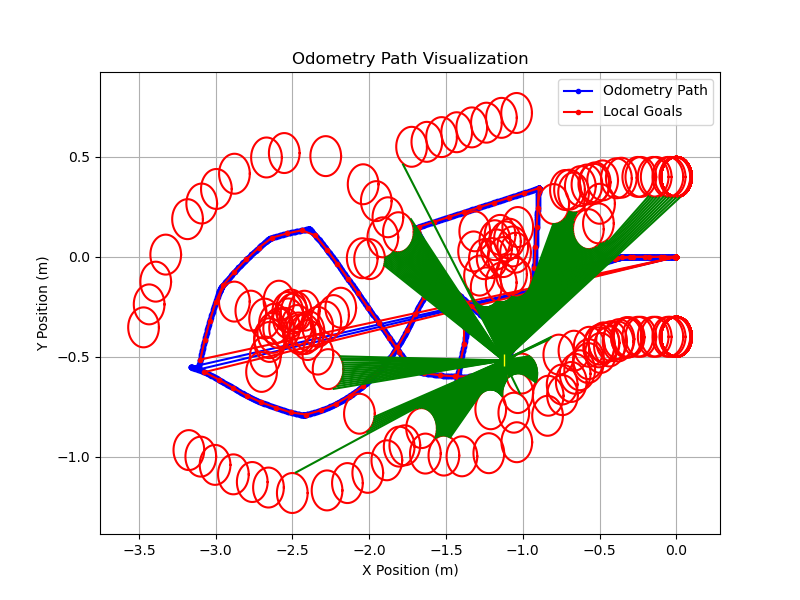 Odometry Path Visualization
Odometry Path
Local Goals
Y Position (m)
0.5
0.0
−0.5
−1.0
−3.5 −3.0 −2.5 −2.0 −1.5 −1.0 −0.5 0.0
X Position (m)